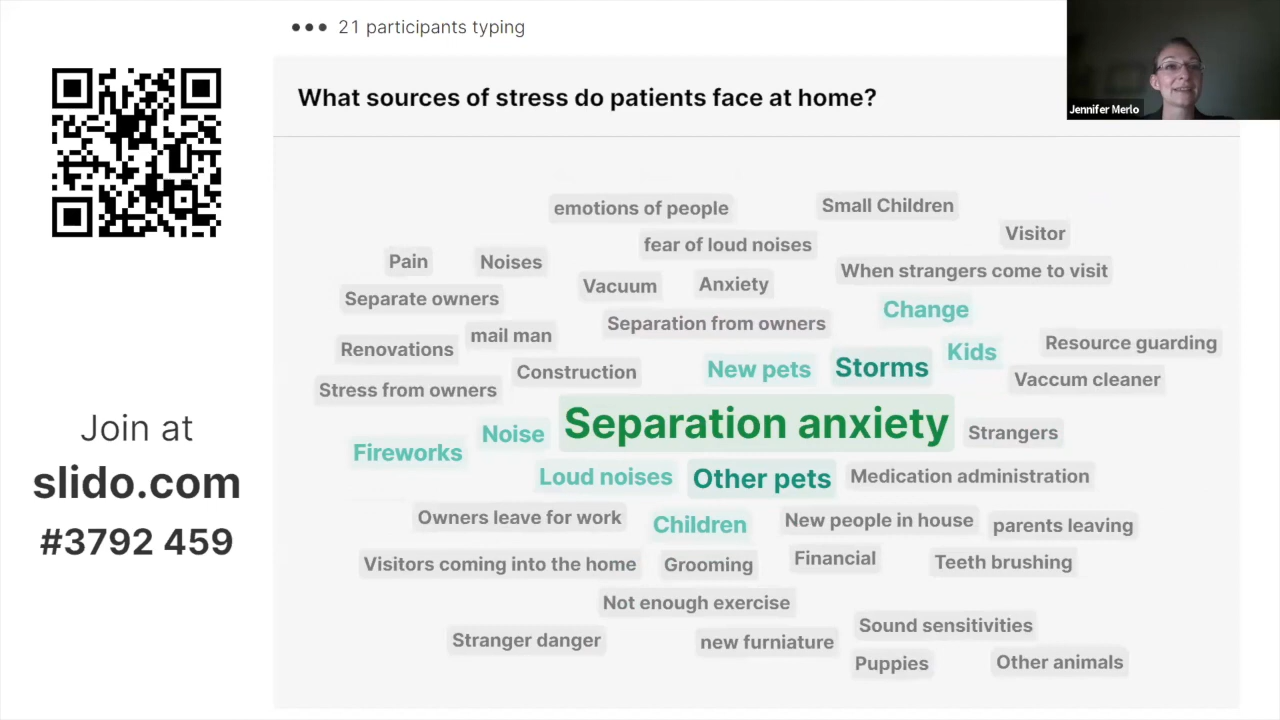 21 participants typing
What sources of stress do patients face at home?
Jennifer Merlo
emotions of people
Small Children
Visitor
fear of loud noises
Pain
Noises
When strangers come to visit
Vacuum
Anxiety
Separate owners
Change
Separation from owners
mail man
Resource guarding
Renovations
Kids
New pets
Storms
Construction
Vaccum cleaner
Stress from owners
Separation anxiety
Noise
Strangers
Fireworks
Loud noises
Other pets
Medication administration
Owners leave for work
Children
New people in house
parents leaving
Visitors coming into the home
Grooming
Financial
Teeth brushing
Not enough exercise
Sound sensitivities
Stranger danger
new furniature
Puppies
Other animals
Join at
slido.com
#3792 459